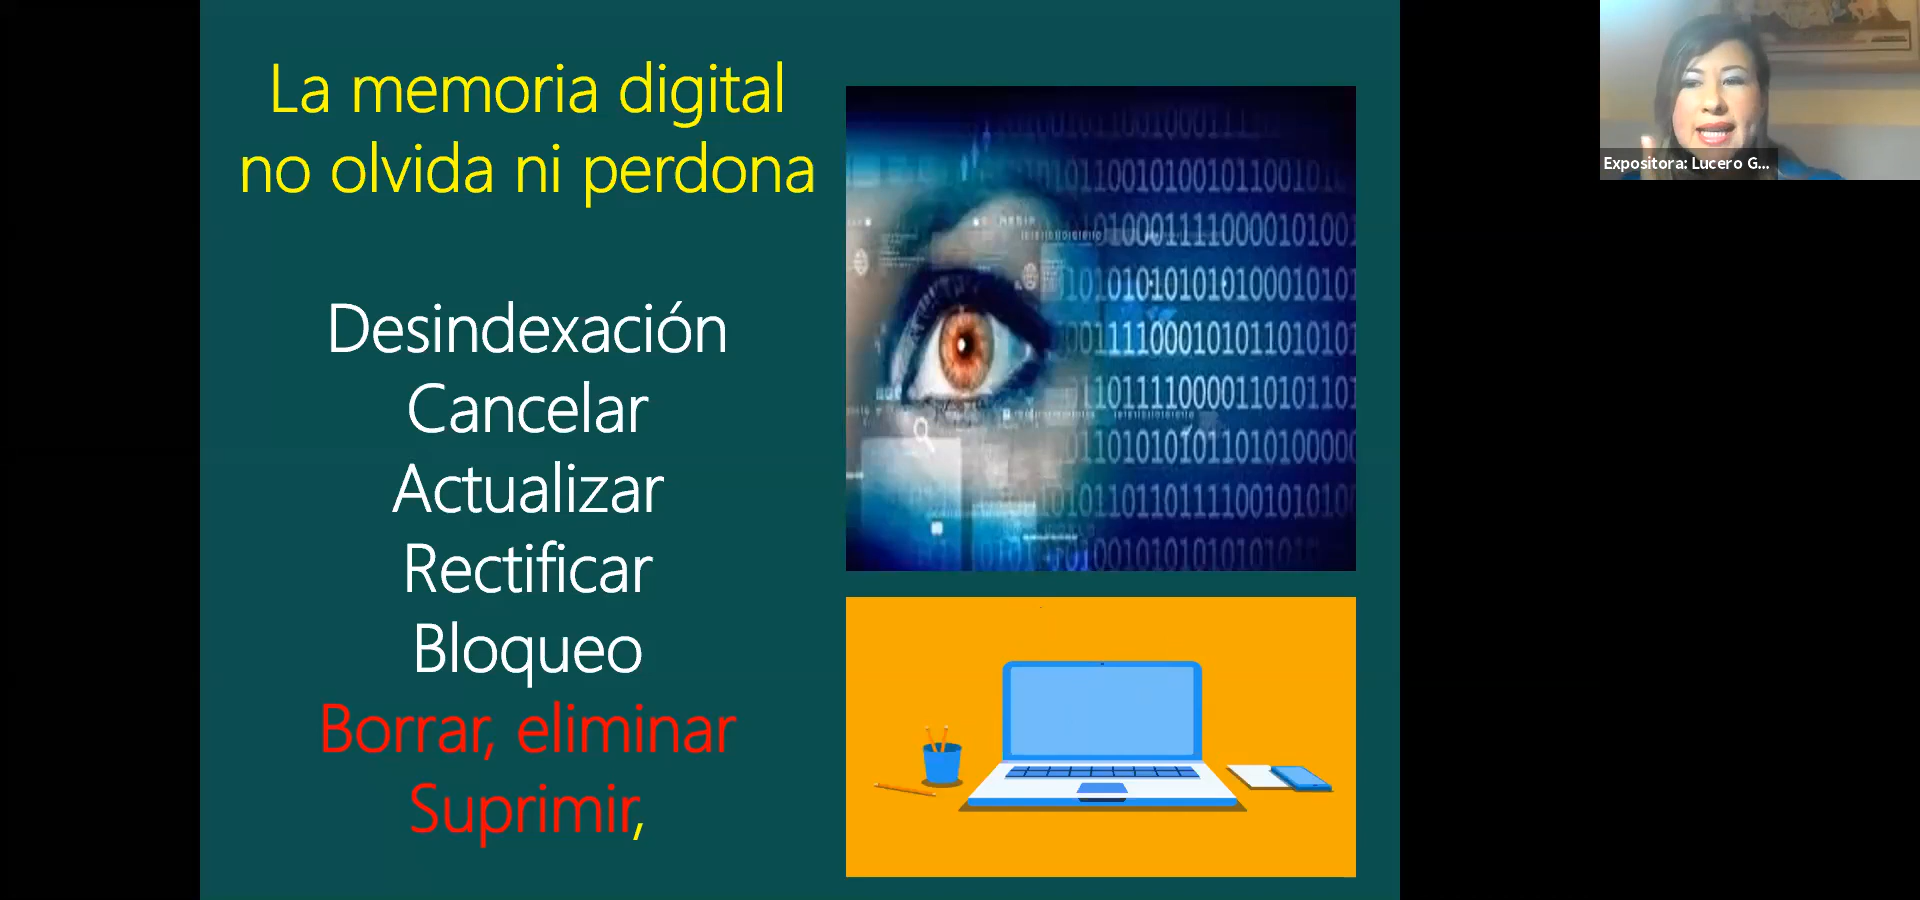 La memoria digital
no olvida ni perdona
Desindexación
Cancelar
Actualizar
Rectificar
Bloqueo
Borrar, eliminar
Suprimir,
Expositora: Lucero G...